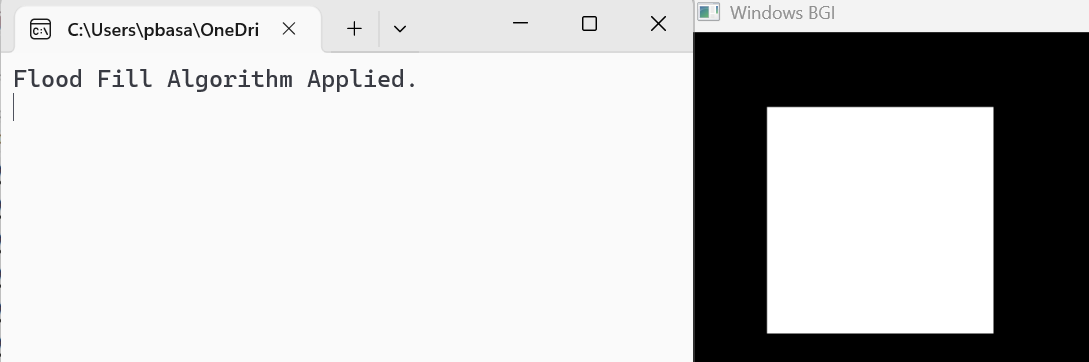 C:\Users\pbasa\OneDri
Windows BGI
Flood Fill Algorithm Applied.